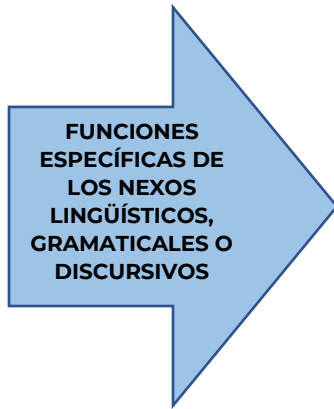 FUNCIONES
ESPECÍFICAS DE
LOS NEXOS
LINGÜÍSTICOS,
GRAMATICALES O
DISCURSIVOS